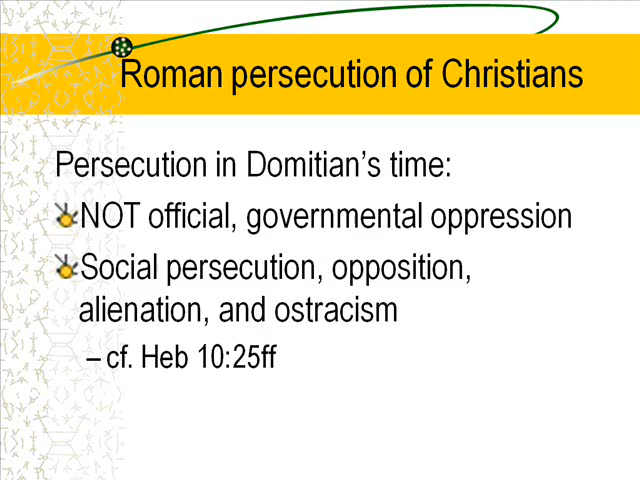 Roman persecution of Christians
Persecution in Domitian's time:
NOT official, governmental oppression
Social persecution, opposition,
alienation, and ostracism
– cf. Heb 10:25ff